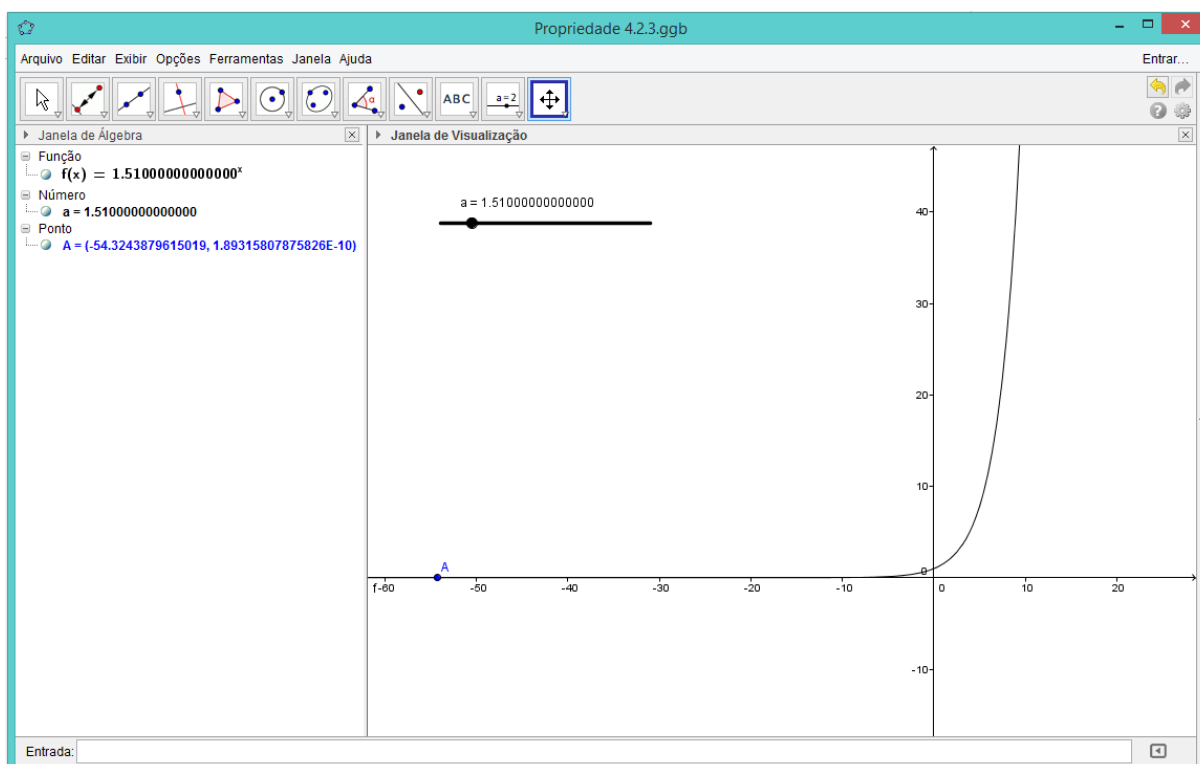 Propriedade 4.2.3.ggb
Arquivo Editar Exibir Opções Ferramentas Janela Ajuda
Entrar...
ABC
a=2
α
Janela de Álgebra
Janela de Visualização
Função
f(x) = 1.51000000000000ˣ
Número
a = 1.51000000000000
Ponto
A = (-54.3243879615019, 1.89315807875826E-10)
a = 1.51000000000000
40
30
20
10
0
A
f
-60
-50
-40
-30
-20
-10
0
10
20
-10
Entrada: